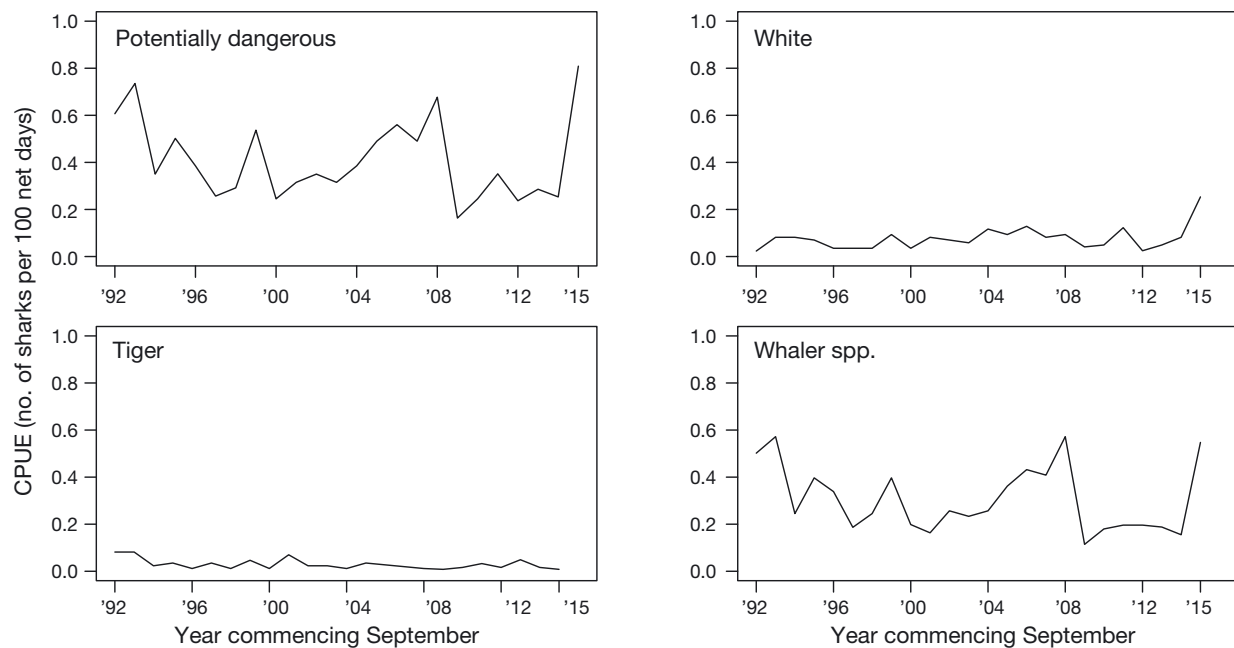 CPUE (no. of sharks per 100 net days)
Potentially dangerous
1.0
0.8
0.6
0.4
0.2
0.0
’92 ’96 ’00 ’04 ’08 ’12 ’15
White
1.0
0.8
0.6
0.4
0.2
0.0
’92 ’96 ’00 ’04 ’08 ’12 ’15
Tiger
1.0
0.8
0.6
0.4
0.2
0.0
’92 ’96 ’00 ’04 ’08 ’12 ’15
Year commencing September
Whaler spp.
1.0
0.8
0.6
0.4
0.2
0.0
’92 ’96 ’00 ’04 ’08 ’12 ’15
Year commencing September